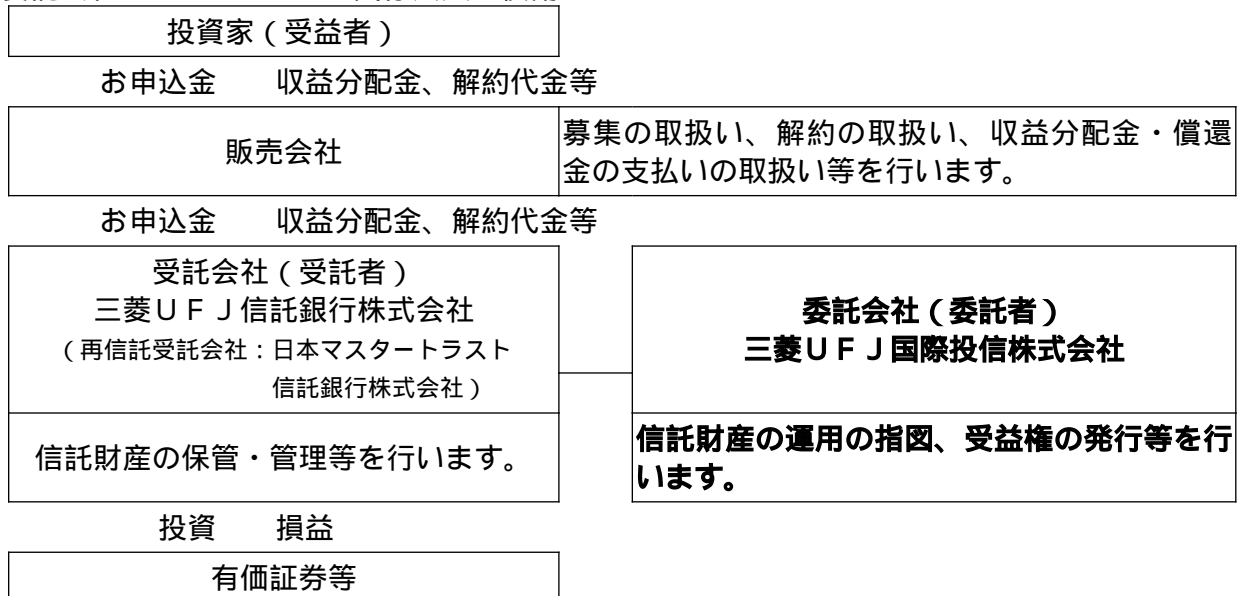 投資家（受益者）
お申込金　　収益分配金、解約代金等
販売会社
募集の取扱い、解約の取扱い、収益分配金・償還
金の支払いの取扱い等を行います。
お申込金　　収益分配金、解約代金等
受託会社（受託者）
三菱ＵＦＪ信託銀行株式会社
（再信託受託会社：日本マスタートラスト
信託銀行株式会社）
委託会社（委託者）
三菱ＵＦＪ国際投信株式会社
信託財産の保管・管理等を行います。
信託財産の運用の指図、受益権の発行等を行
います。
投資　　損益
有価証券等